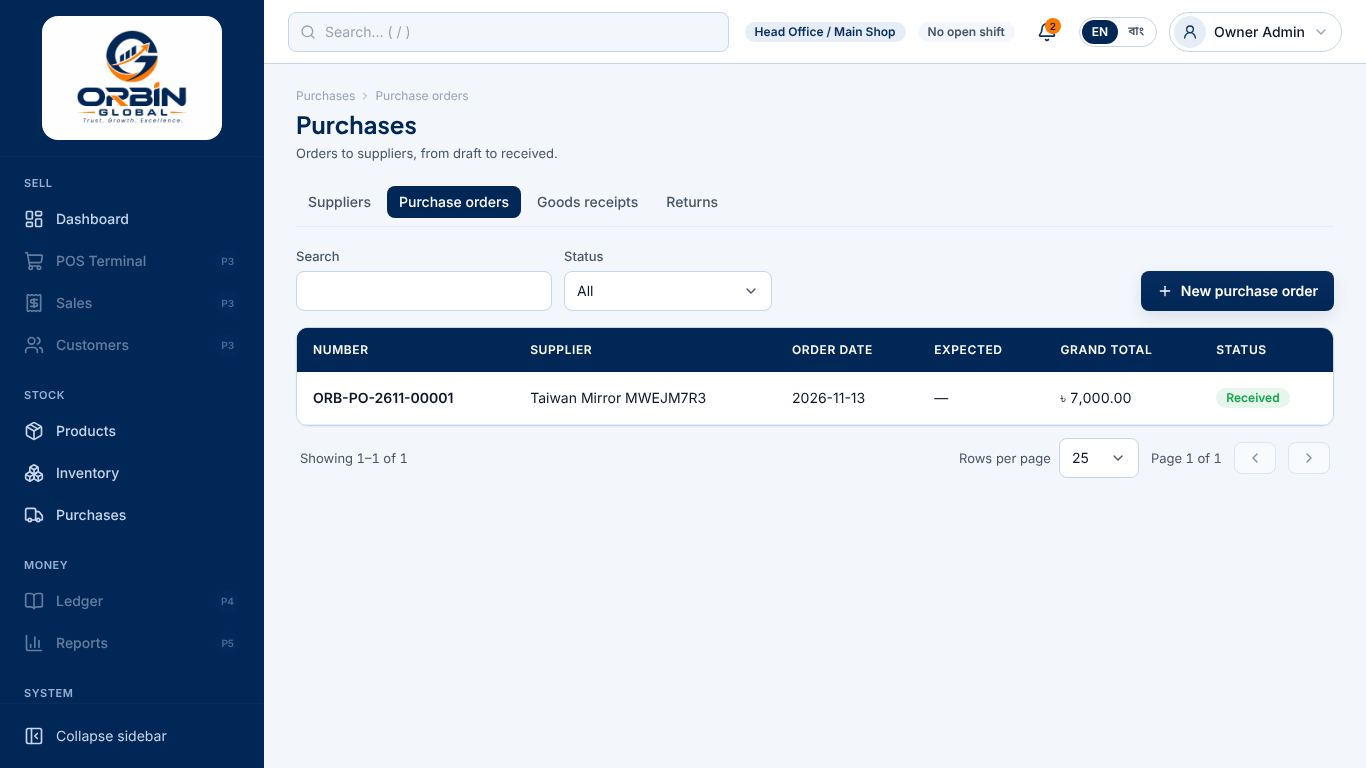 ORBIN
GLOBAL
Trust. Growth. Excellence.
SELL
Dashboard
POS Terminal P3
Sales P3
Customers P3
STOCK
Products
Inventory
Purchases
MONEY
Ledger P4
Reports P5
SYSTEM
Collapse sidebar
Search... ( / )
Head Office / Main Shop
No open shift
2
EN
বাং
Owner Admin
Purchases > Purchase orders
Purchases
Orders to suppliers, from draft to received.
Suppliers Purchase orders Goods receipts Returns
Search Status
All
+ New purchase order
NUMBER SUPPLIER ORDER DATE EXPECTED GRAND TOTAL STATUS
ORB-PO-2611-00001 Taiwan Mirror MWEJM7R3 2026-11-13 — ৳ 7,000.00 Received
Showing 1–1 of 1 Rows per page 25 Page 1 of 1